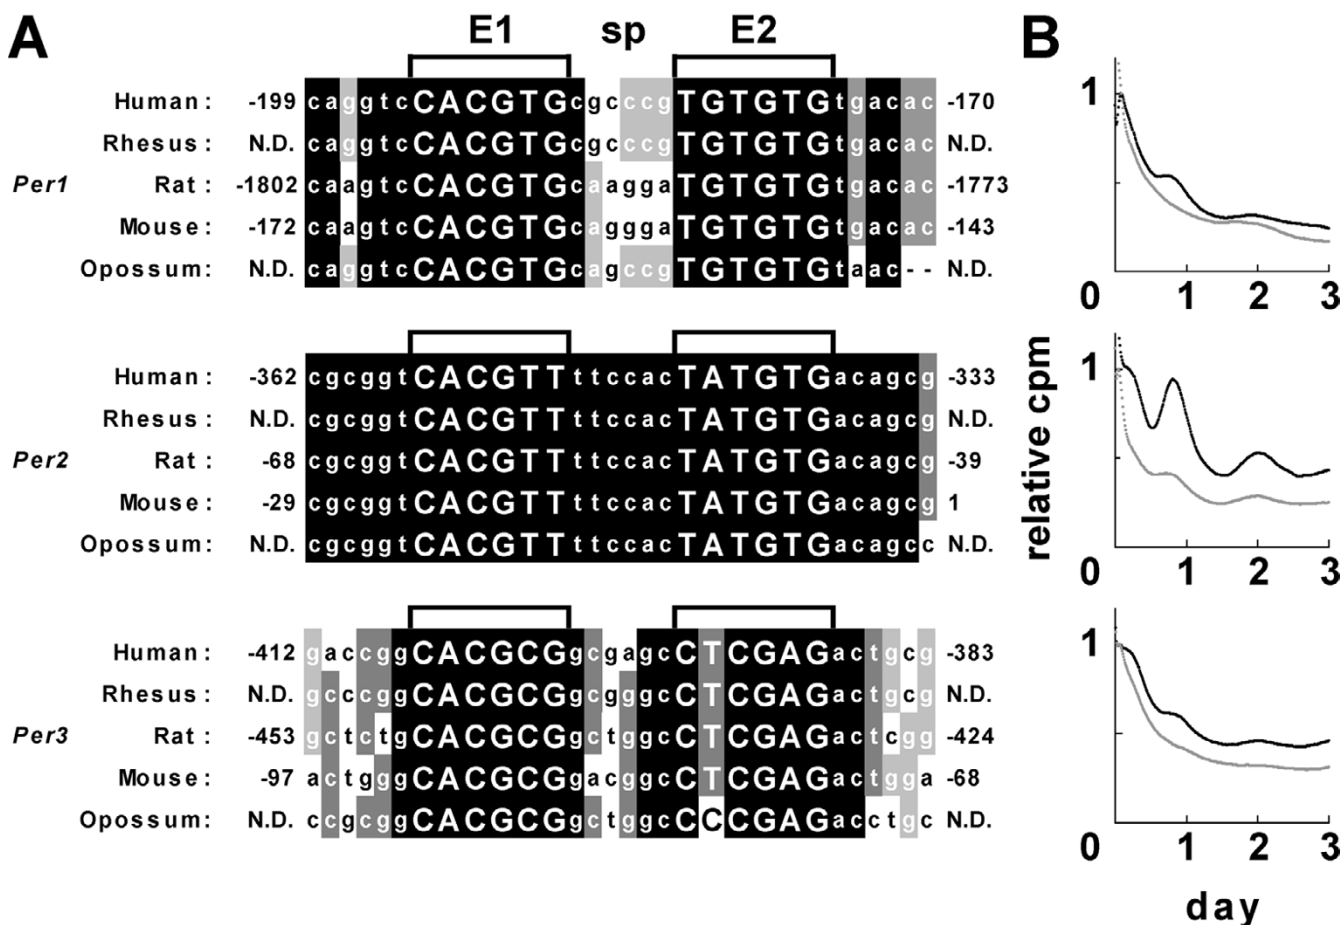 A
E1 sp E2
Per1
Human: -199 caggtcCACGTGcgcccgTGTGTGtgacac -170
Rhesus: N.D. caggtcCACGTGcgcccgTGTGTGtgacac N.D.
Rat: -1802 caagtcCACGTGcaaggaTGTGTGtgacac -1773
Mouse: -172 caagtcCACGTGcagggaTGTGTGtgacac -143
Opossum: N.D. caggtcCACGTGcagccgTGTGTGtaac-- N.D.
Per2
Human: -362 cgcggtCACGTTttccacTATGTGacagcg -333
Rhesus: N.D. cgcggtCACGTTttccacTATGTGacagcg N.D.
Rat: -68 cgcggtCACGTTttccacTATGTGacagcg -39
Mouse: -29 cgcggtCACGTTttccacTATGTGacagcg 1
Opossum: N.D. cgcggtCACGTTttccacTATGTGacagcc N.D.
Per3
Human: -412 gaccggCACGCGgcgagcCTCGAGactgcg -383
Rhesus: N.D. gcccggCACGCGgcgggcCTCGAGactgcg N.D.
Rat: -453 gctctgCACGCGgctggcCTCGAGactcgg -424
Mouse: -97 actgggCACGCGgacggcCTCGAGactgga -68
Opossum: N.D. ccgcggCACGCGgctggcCCCGAGacctgc N.D.
B
relative cpm
1
0 1 2 3
1
0 1 2 3
1
0 1 2 3
day